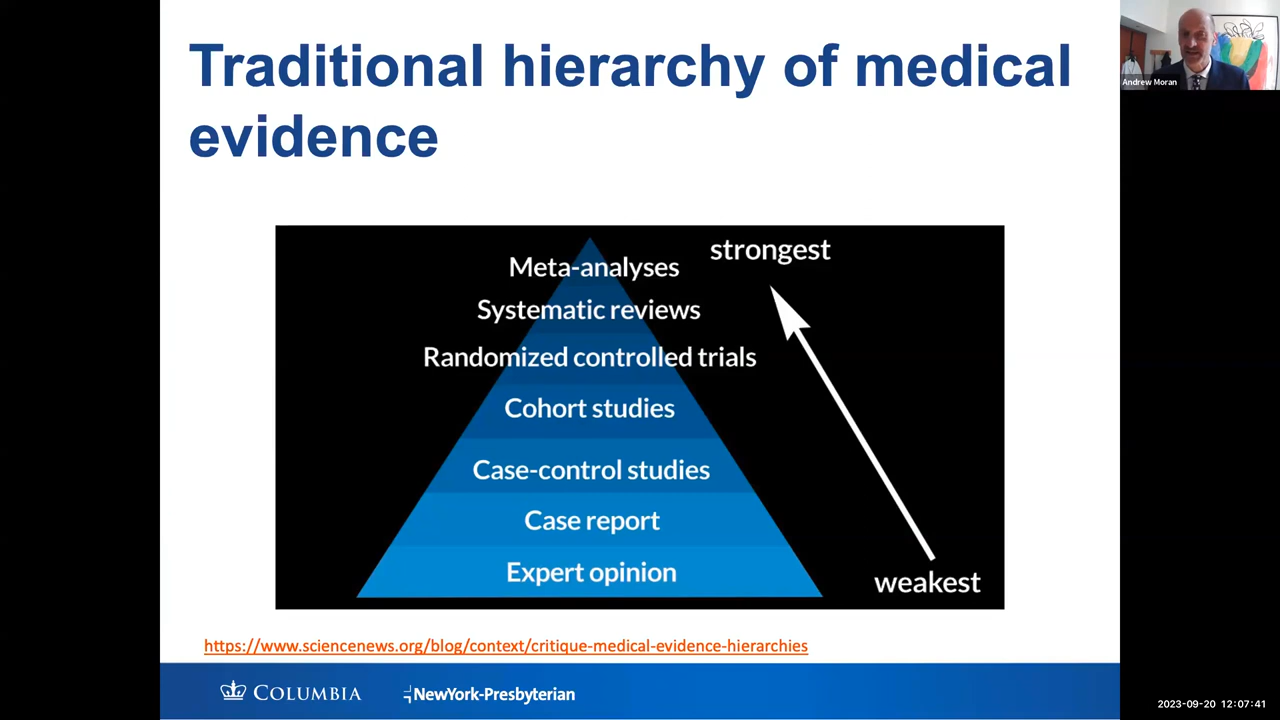 Traditional hierarchy of medical
evidence
Andrew Moran
strongest
Meta-analyses
Systematic reviews
Randomized controlled trials
Cohort studies
Case-control studies
Case report
Expert opinion
weakest
https://www.sciencenews.org/blog/context/critique-medical-evidence-hierarchies
COLUMBIA
NewYork-Presbyterian
2023-09-20 12:07:41